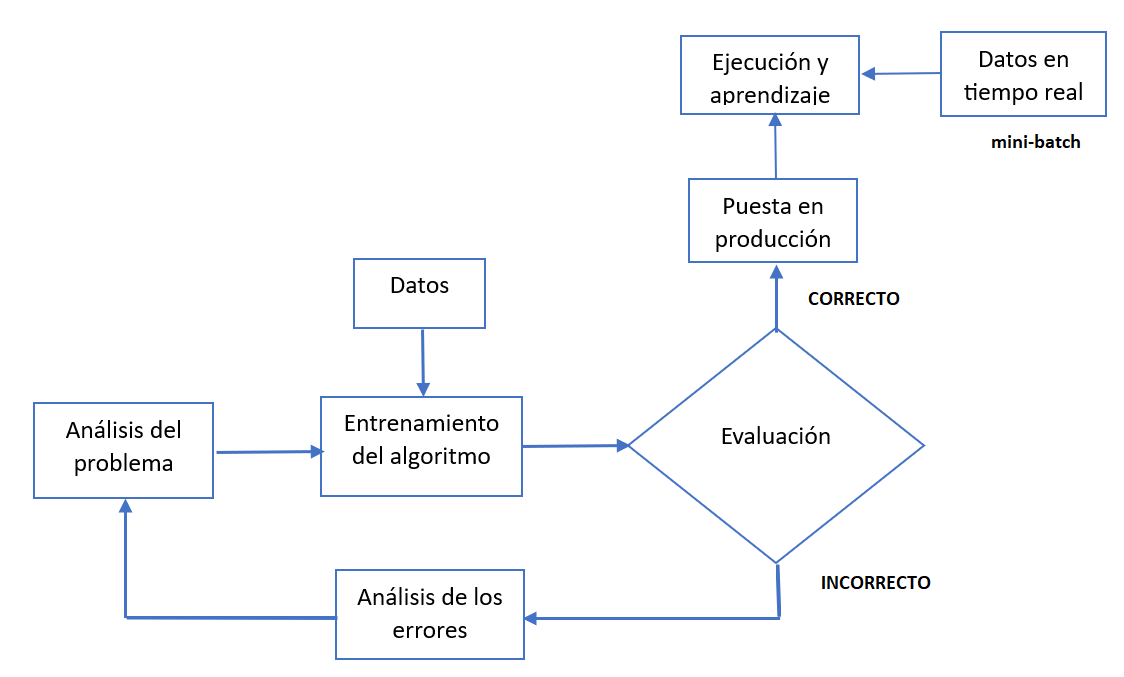 Ejecución y
aprendizaje
Datos en
tiempo real
mini-batch
Puesta en
producción
CORRECTO
Datos
Entrenamiento
del algoritmo
Análisis del
problema
Evaluación
INCORRECTO
Análisis de los
errores